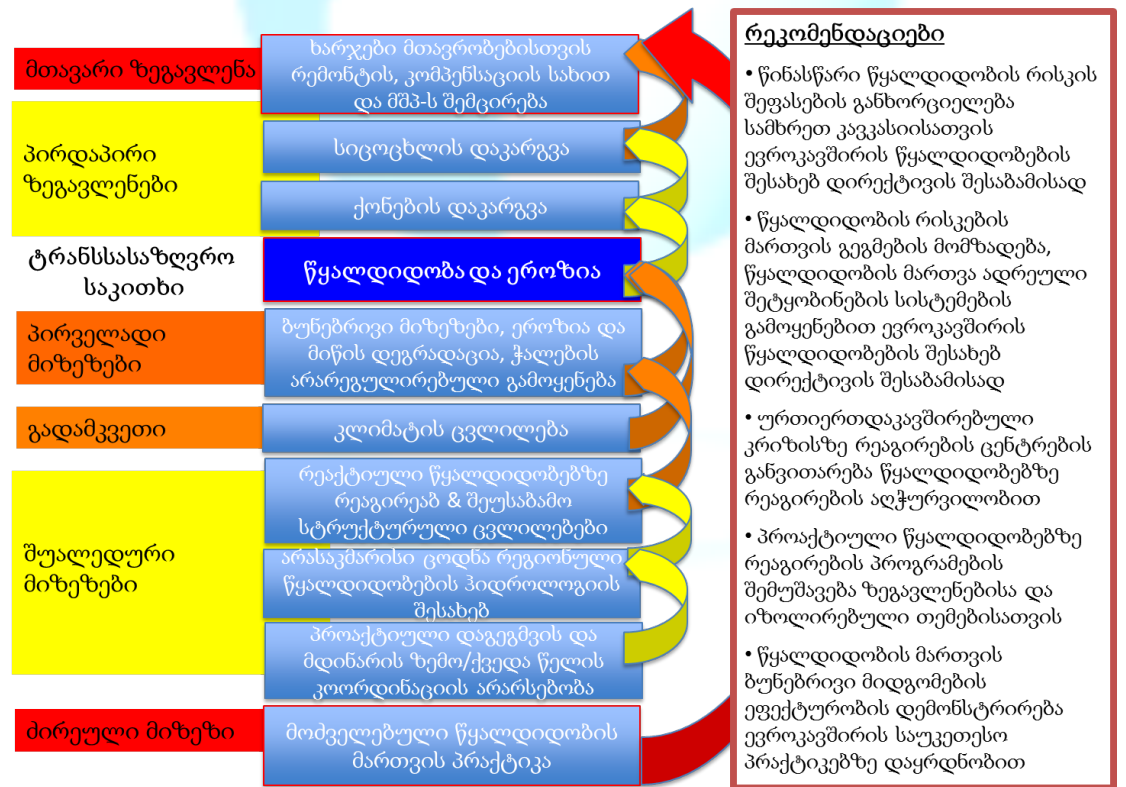 მთავარი ზეგავლენა
ხარჯები მთავრობებისთვის
რემონტის, კომპენსაციის სახით
და მშპ-ს შემცირება
პირდაპირი
ზეგავლენები
სიცოცხლის დაკარგვა
ქონების დაკარგვა
ტრანსსასაზღვრო
საკითხი
წყალდიდობა და ეროზია
პირველადი
მიზეზები
ბუნებრივი მიზეზები, ეროზია და
მიწის დეგრადაცია, ჭალების
არარეგულირებული გამოყენება
გადამკვეთი
კლიმატის ცვლილება
შუალედური
მიზეზები
რეაქტიული წყალდიდობებზე
რეაგირეაბ & შეუსაბამო
სტრუქტურული ცვლილებები
არასაკმარისი ცოდნა რეგიონული
წყალდიდობების ჰიდროლოგიის
შესახებ
პროაქტიული დაგეგმვის და
მდინარის ზემო/ქვედა წელის
კოორდინაციის არარსებობა
ძირეული მიზეზი
მოძველებული წყალდიდობის
მართვის პრაქტიკა
რეკომენდაციები
• წინასწარი წყალდიდობის რისკის
შეფასების განხორციელება
სამხრეთ კავკასიისათვის
ევროკავშირის წყალდიდობების
შესახებ დირექტივის შესაბამისად
• წყალდიდობის რისკების
მართვის გეგმების მომზადება,
წყალდიდობის მართვა ადრეული
შეტყობინების სისტემების
გამოყენებით ევროკავშირის
წყალდიდობების შესახებ
დირექტივის შესაბამისად
• ურთიერთდაკავშირებული
კრიზისზე რეაგირების ცენტრების
განვითარება წყალდიდობებზე
რეაგირების აღჭურვილობით
• პროაქტიული წყალდიდობებზე
რეაგირების პროგრამების
შემუშავება ზეგავლენებისა და
იზოლირებული თემებისათვის
• წყალდიდობის მართვის
ბუნებრივი მიდგომების
ეფექტურობის დემონსტრირება
ევროკავშირის საუკეთესო
პრაქტიკებზე დაყრდნობით